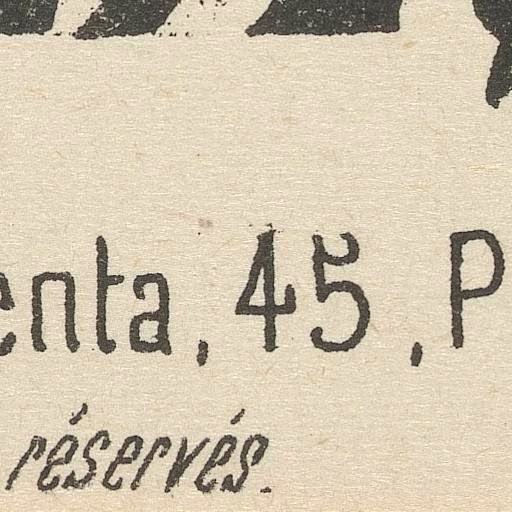 enta, 45, P
réservés.